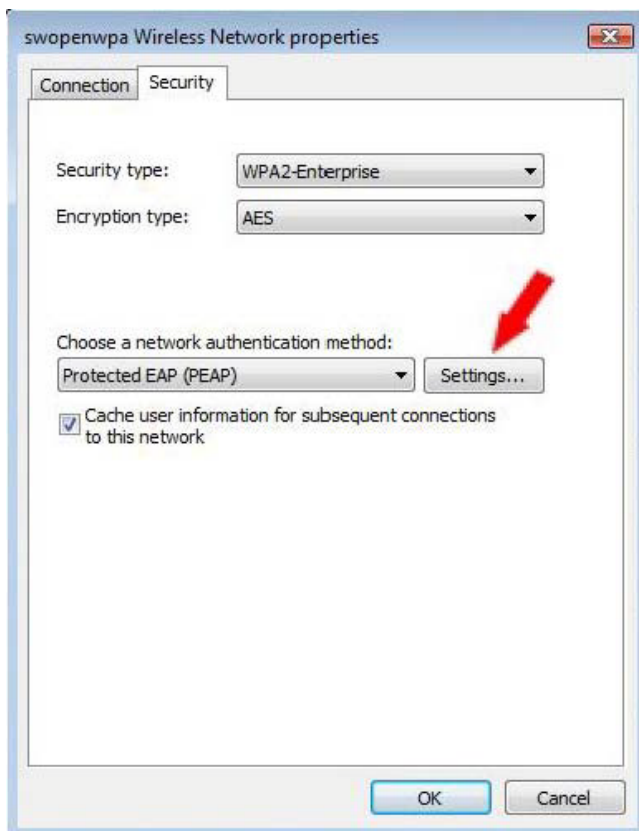 swopenwpa Wireless Network properties
Connection Security
Security type: WPA2-Enterprise
Encryption type: AES
Choose a network authentication method:
Protected EAP (PEAP) Settings...
Cache user information for subsequent connections
to this network
OK Cancel